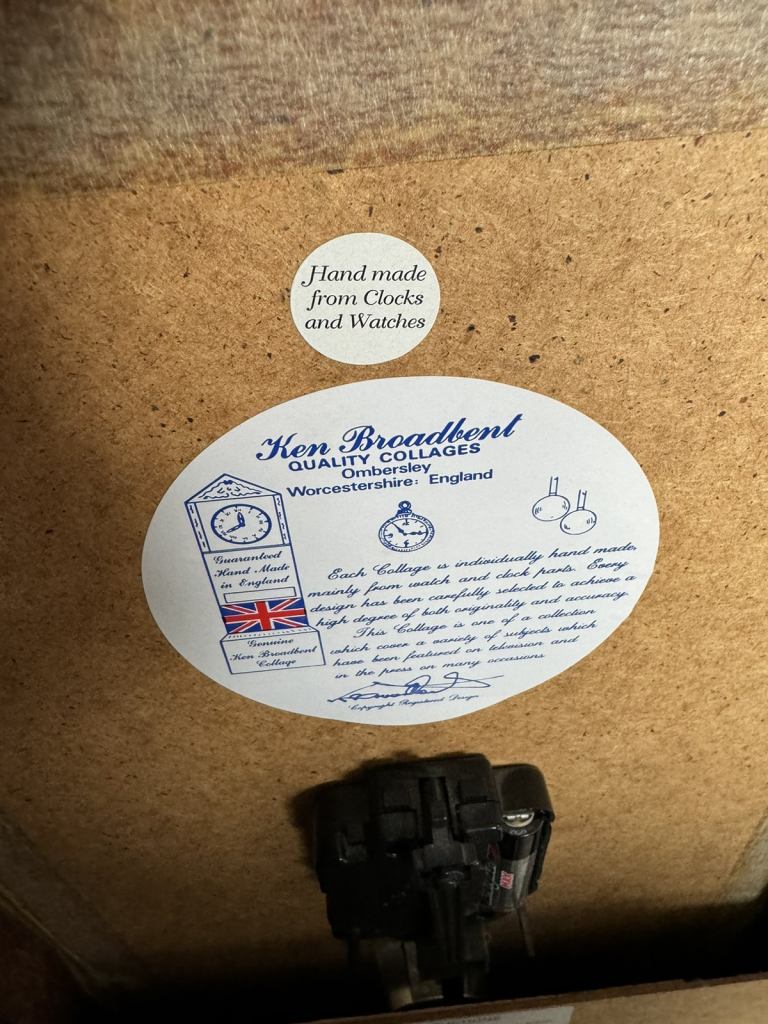 Hand made
from Clocks
and Watches
Ken Broadbent
QUALITY COLLAGES
Ombersley
Worcestershire: England
Guaranteed
Hand Made
in England
Genuine
Ken Broadbent
Collage
Each Collage is individually hand made,
mainly from watch and clock parts. Every
design has been carefully selected to achieve a
high degree of both originality and accuracy.
This Collage is one of a collection
which cover a variety of subjects which
have been featured on television and
in the press on many occasions
Copyright Registered Design